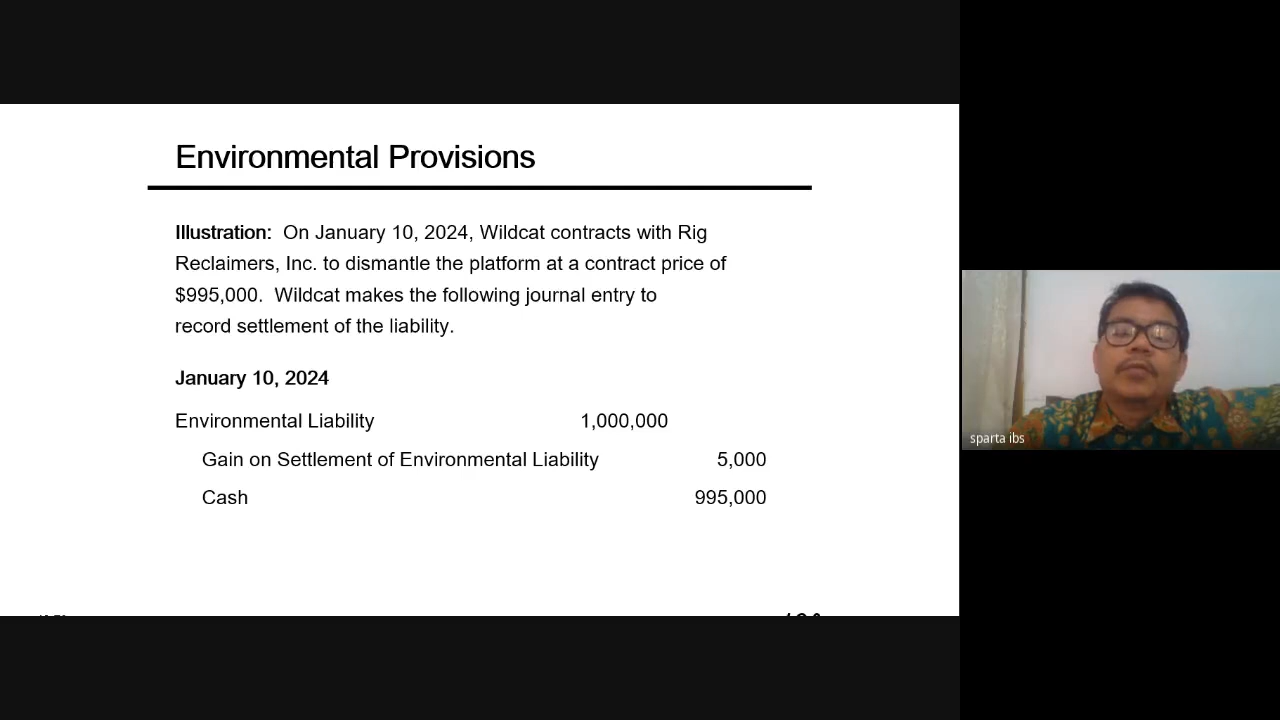 Environmental Provisions
Illustration: On January 10, 2024, Wildcat contracts with Rig
Reclaimers, Inc. to dismantle the platform at a contract price of
$995,000. Wildcat makes the following journal entry to
record settlement of the liability.
January 10, 2024
Environmental Liability 1,000,000
Gain on Settlement of Environmental Liability 5,000
Cash 995,000
sparta ibs